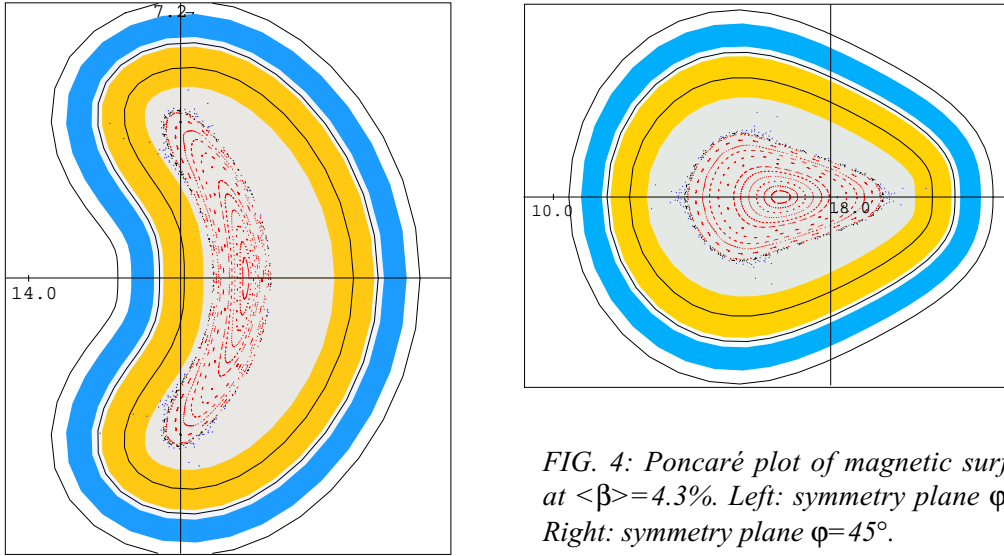 7.2
14.0
10.0
18.0
FIG. 4: Poncaré plot of magnetic surf
at <β>=4.3%. Left: symmetry plane φ
Right: symmetry plane φ=45°.